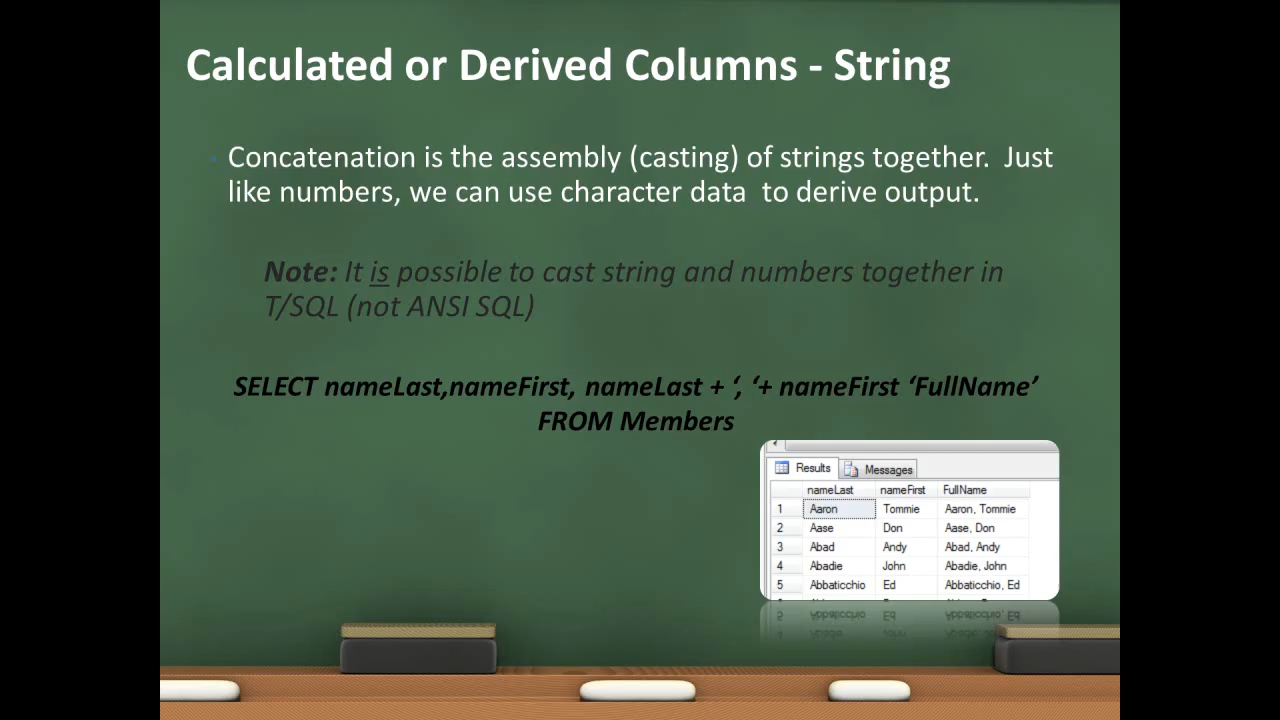 Calculated or Derived Columns - String
Concatenation is the assembly (casting) of strings together.  Just
like numbers, we can use character data  to derive output.
Note: It is possible to cast string and numbers together in
T/SQL (not ANSI SQL)
SELECT nameLast,nameFirst, nameLast + ‘, ‘+ nameFirst ‘FullName’
FROM Members
Results Messages
nameLast nameFirst FullName
1 Aaron Tommie Aaron, Tommie
2 Aase Don Aase, Don
3 Abad Andy Abad, Andy
4 Abadie John Abadie, John
5 Abbaticchio Ed Abbaticchio, Ed